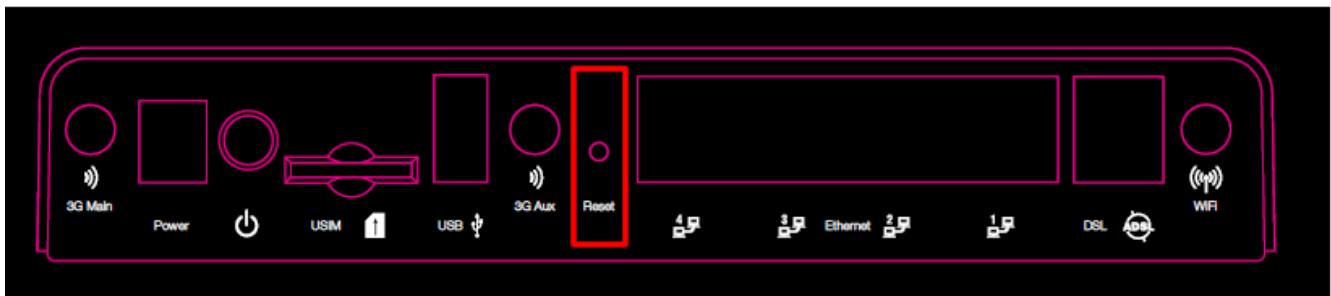 3G Main
Power
USIM
USB
3G Aux
Reset
4
3
Ethernet
2
1
DSL
ADSL
WiFi